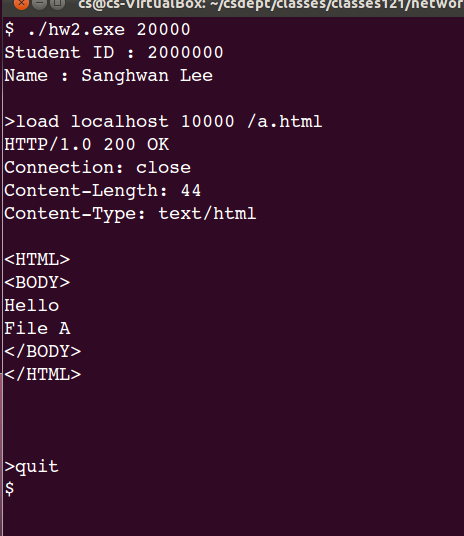 cs@cs-VirtualBox: ~/csdept/classes/classes121/networ
$ ./hw2.exe 20000
Student ID : 2000000
Name : Sanghwan Lee
>load localhost 10000 /a.html
HTTP/1.0 200 OK
Connection: close
Content-Length: 44
Content-Type: text/html
<HTML>
<BODY>
Hello
File A
</BODY>
</HTML>
>quit
$